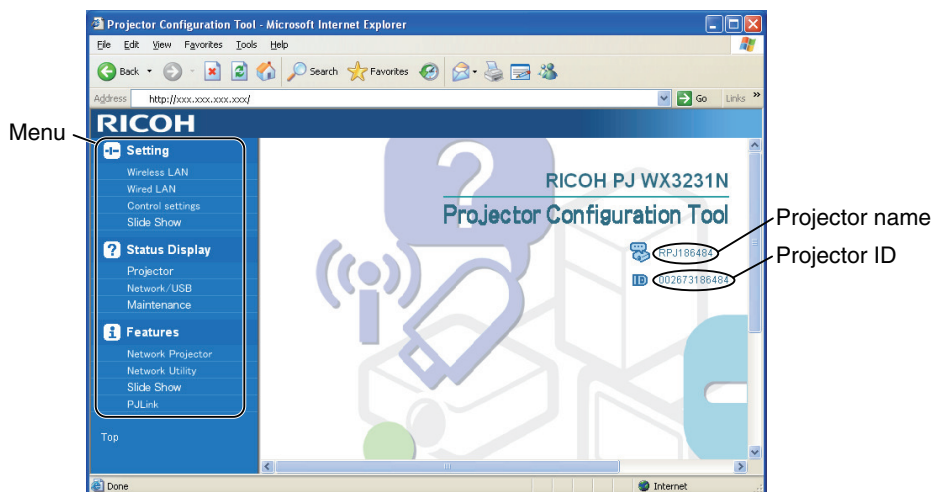 Projector Configuration Tool - Microsoft Internet Explorer
File Edit View Favorites Tools Help
Back Search Favorites
Address http://xxx.xxx.xxx.xxx/ Go Links »
RICOH
Menu
Setting
Wireless LAN
Wired LAN
Control settings
Slide Show
? Status Display
Projector
Network/USB
Maintenance
i Features
Network Projector
Network Utility
Slide Show
PJLink
Top
?
RICOH PJ WX3231N
Projector Configuration Tool
RPJ186484
Projector name
ID 002673186484
Projector ID
Done Internet